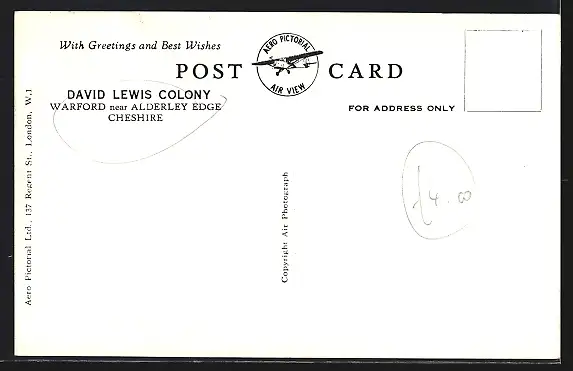 With Greetings and Best Wishes
POST CARD
AERO PICTORIAL
AIR VIEW
DAVID LEWIS COLONY
WARFORD near ALDERLEY EDGE
CHESHIRE
FOR ADDRESS ONLY
Aero Pictorial Ltd., 137 Regent St., London, W.1
Copyright Air Photograph
£4.00